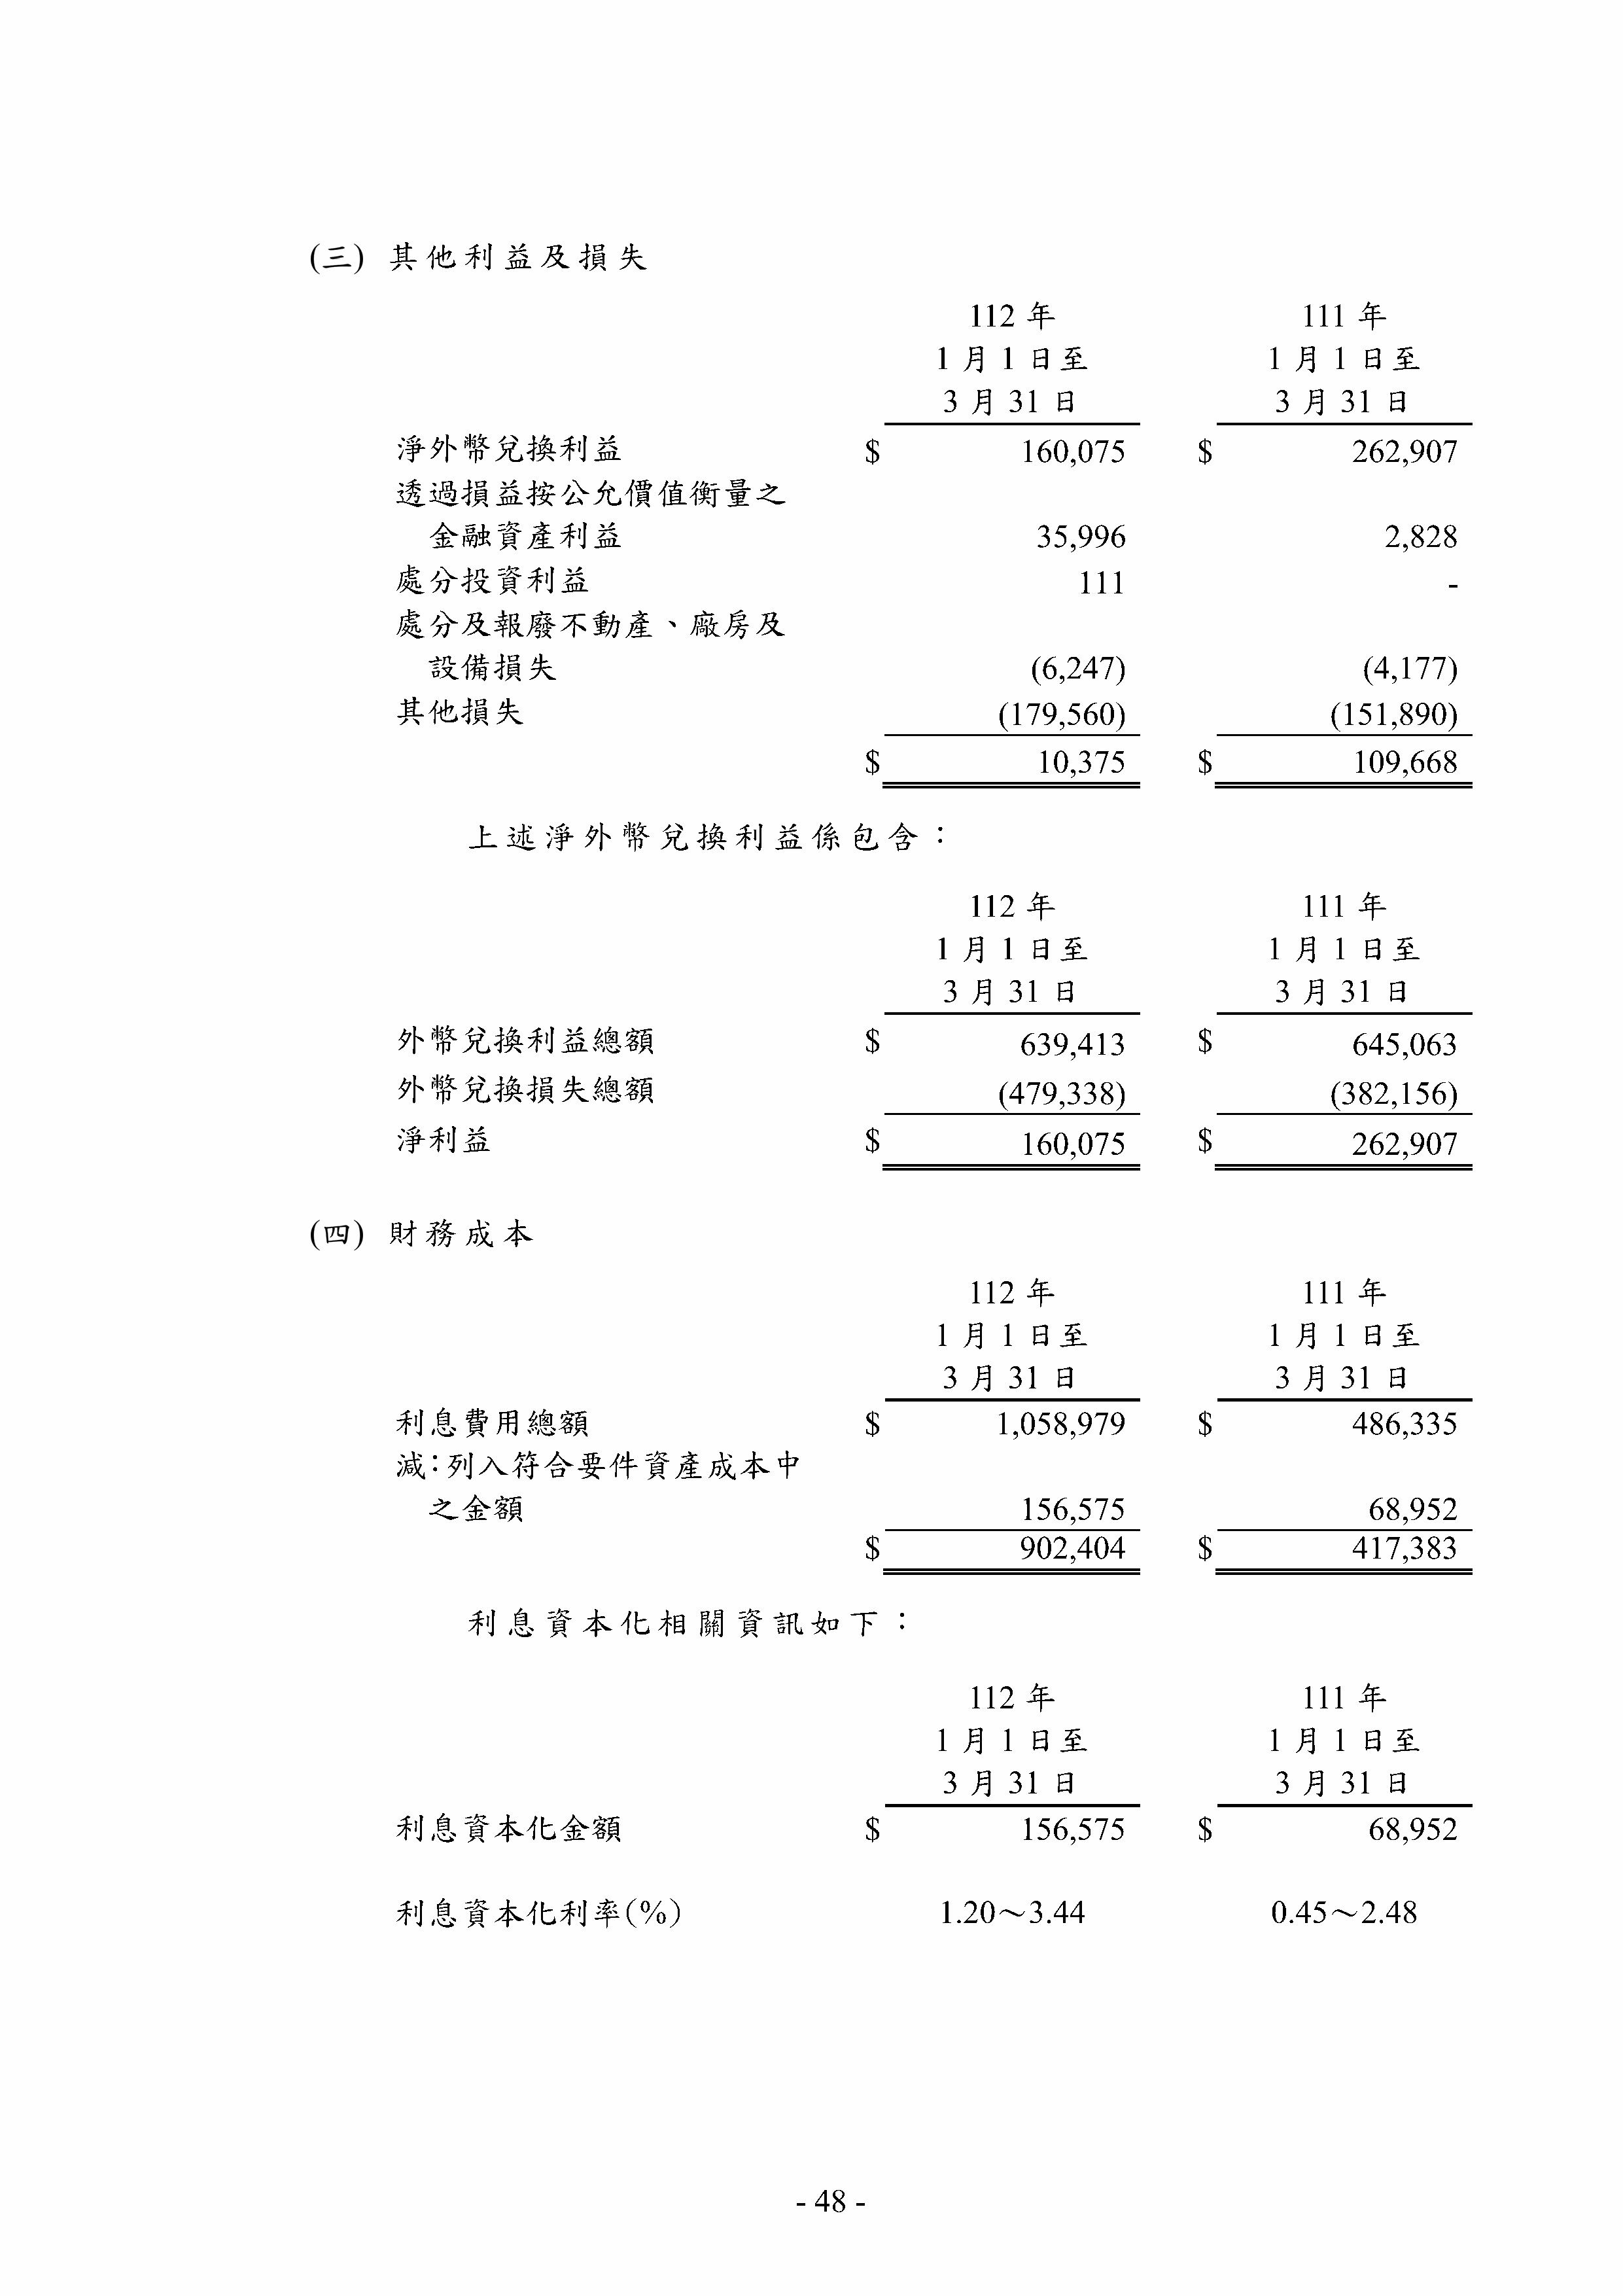 (三) 其他利益及損失
112 年 111 年
1 月 1 日至 1 月 1 日至
3 月 31 日 3 月 31 日
淨外幣兌換利益 $ 160,075 $ 262,907
透過損益按公允價值衡量之
金融資產利益 35,996 2,828
處分投資利益 111 -
處分及報廢不動產、廠房及
設備損失 (6,247) (4,177)
其他損失 (179,560) (151,890)
$ 10,375 $ 109,668
上述淨外幣兌換利益係包含：
112 年 111 年
1 月 1 日至 1 月 1 日至
3 月 31 日 3 月 31 日
外幣兌換利益總額 $ 639,413 $ 645,063
外幣兌換損失總額 (479,338) (382,156)
淨利益 $ 160,075 $ 262,907
(四) 財務成本
112 年 111 年
1 月 1 日至 1 月 1 日至
3 月 31 日 3 月 31 日
利息費用總額 $ 1,058,979 $ 486,335
減：列入符合要件資產成本中
之金額 156,575 68,952
$ 902,404 $ 417,383
利息資本化相關資訊如下：
112 年 111 年
1 月 1 日至 1 月 1 日至
3 月 31 日 3 月 31 日
利息資本化金額 $ 156,575 $ 68,952
利息資本化利率(%) 1.20～3.44 0.45～2.48
- 48 -